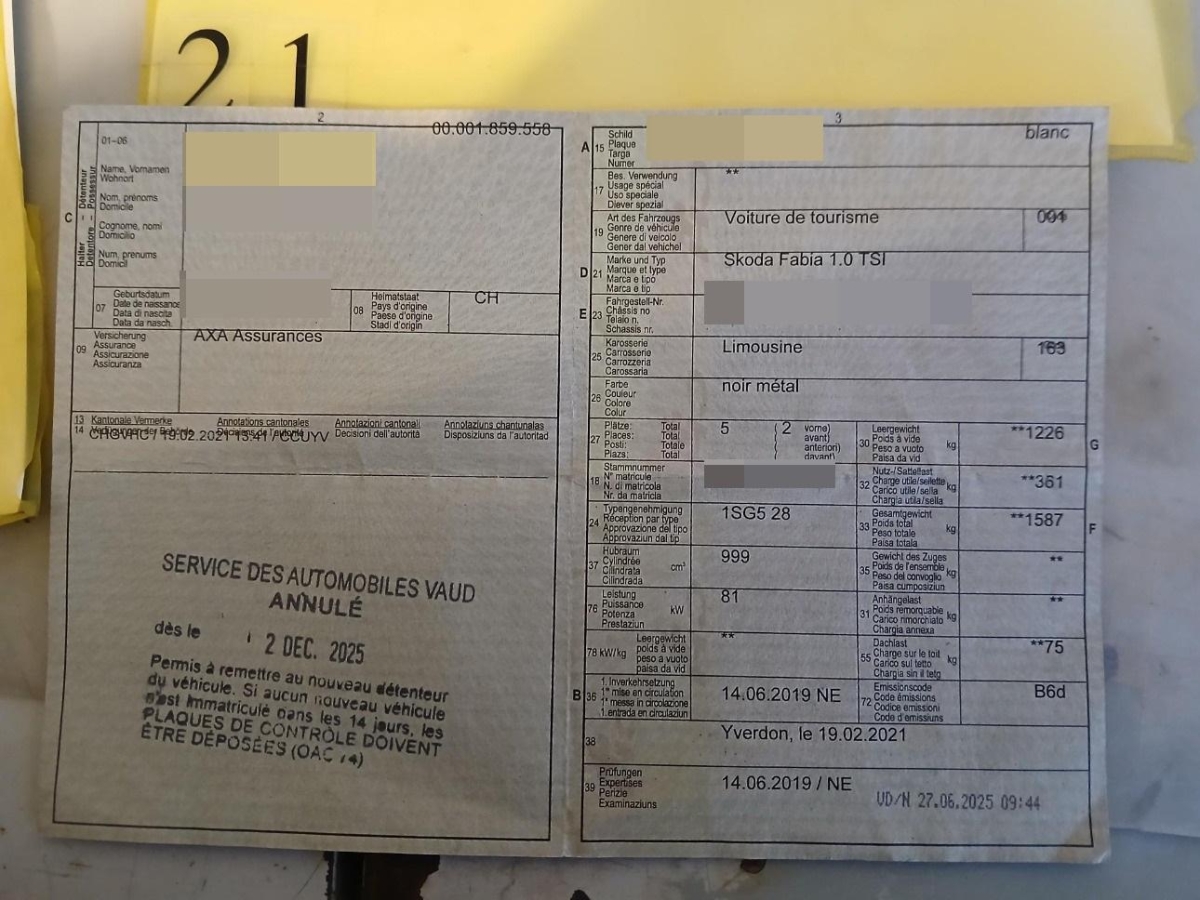 21
2
00.001.859.558
01-06
Name, Vornamen
Wohnort
Nom, prénoms
Domicile
Cognome, nomi
Domicilio
Num, prenums
Domicil
C
Halter – Détenteur
Detentore – Possessur
07
Geburtsdatum
Date de naissance
Data di nascita
Data da nasch.
08
Heimatstaat
Pays d'origine
Paese d'origine
Stadi d'origin
CH
09
Versicherung
Assurance
Assicurazione
Assicuranza
AXA Assurances
13 Kantonale Vermerke Annotations cantonales Annotazioni cantonali Annotaziuns chantunalas
14 Verfügungen der Behörde Décisions de l'autorité Decisioni dell'autorità Disposiziuns da l'autoritad
CHGVRC / 19.02.2021 13:41 / CCUYV
SERVICE DES AUTOMOBILES VAUD
ANNULÉ
dès le 2 DEC. 2025
Permis à remettre au nouveau détenteur
du véhicule. Si aucun nouveau véhicule
n'est immatriculé dans les 14 jours, les
PLAQUES DE CONTRÔLE DOIVENT
ÊTRE DÉPOSÉES (OAC 74)
3
A 15
Schild
Plaque
Targa
Numer
blanc
17
Bes. Verwendung
Usage spécial
Uso speciale
Diever spezial
**
19
Art des Fahrzeugs
Genre de véhicule
Genere di veicolo
Gener dal vehichel
Voiture de tourisme
001
D 21
Marke und Typ
Marque et type
Marca e tipo
Marca e tip
Skoda Fabia 1.0 TSI
E 23
Fahrgestell-Nr.
Châssis no
Telaio n.
Schassis nr.
25
Karosserie
Carrosserie
Carrozzeria
Carossaria
Limousine
163
26
Farbe
Couleur
Colore
Colur
noir métal
27
Plätze: Total
Places: Total
Posti: Totale
Plazs: Total
5
( 2 vorne)
avant)
anteriori)
davant)
30
Leergewicht
Poids à vide
Peso a vuoto
Paisa da vid
kg
**1226
G
18
Stammnummer
N° matricule
N. di matricola
Nr. da matricla
32
Nutz-/Sattellast
Charge utile/sellette
Carico utile/sella
Chargia utila/sella
kg
**361
24
Typengenehmigung
Réception par type
Approvazione del tipo
Approvaziun dal tip
1SG5 28
33
Gesamtgewicht
Poids total
Peso totale
Paisa totala
kg
**1587
F
37
Hubraum
Cylindrée
Cilindrata
Cilindrada
cm³
999
35
Gewicht des Zuges
Poids de l'ensemble
Peso del convoglio
Paisa cumposiziun
kg
**
76
Leistung
Puissance
Potenza
Prestaziun
kW
81
31
Anhängelast
Poids remorquable
Carico rimorchiato
Chargia annexa
kg
**
78 kW/kg
Leergewicht
poids à vide
peso a vuoto
paisa da vid
**
55
Dachlast
Charge sur le toit
Carico sul tetto
Chargia sin il tetg
kg
**75
B 36
1. Inverkehrsetzung
1re mise en circulation
1a messa in circolazione
1. entrada en circulaziun
14.06.2019 NE
72
Emissionscode
Code émissions
Codice emissioni
Code d'emissiuns
B6d
38
Yverdon, le 19.02.2021
39
Prüfungen
Expertises
Perizie
Examinaziuns
14.06.2019 / NE
VD/N 27.06.2025 09:44